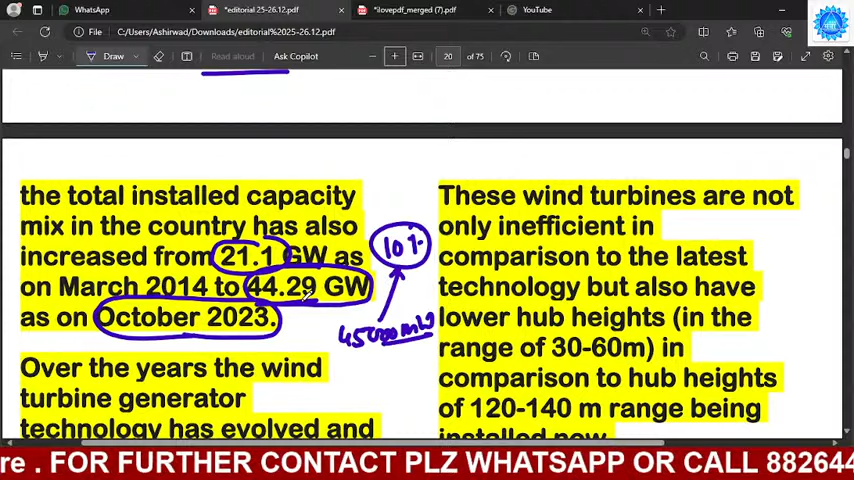 WhatsApp
*editorial 25-26.12.pdf
*ilovepdf_merged (7).pdf
YouTube
File
C:/Users/Ashirwad/Downloads/editorial%2025-26.12.pdf
Draw
Read aloud
Ask Copilot
20
of 75
the total installed capacity
mix in the country has also
increased from 21.1 GW as
on March 2014 to 44.29 GW
as on October 2023.
Over the years the wind
turbine generator
technology has evolved and
10%
45000 MW
These wind turbines are not
only inefficient in
comparison to the latest
technology but also have
lower hub heights (in the
range of 30-60m) in
comparison to hub heights
of 120-140 m range being
installed now
re . FOR FURTHER CONTACT PLZ WHATSAPP OR CALL 882644